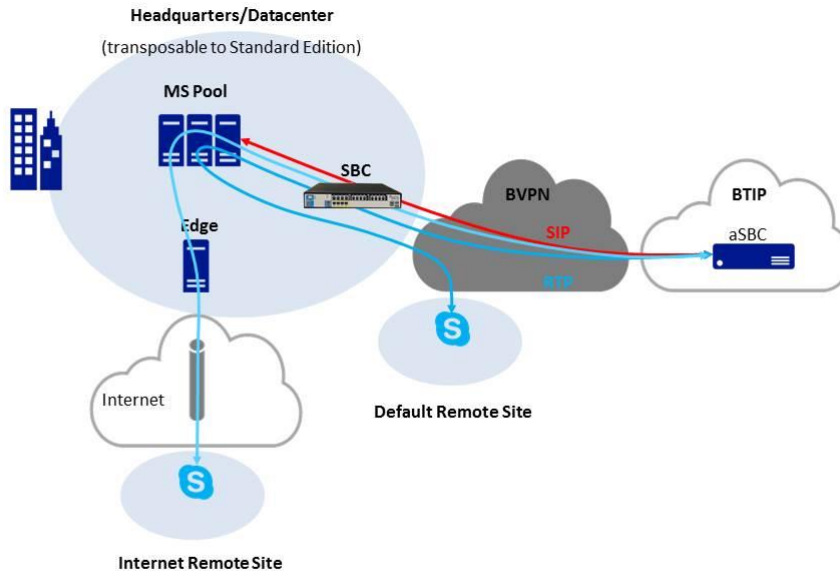 Headquarters/Datacenter
(transposable to Standard Edition)
MS Pool
SBC
BVPN
BTIP
Edge
SIP
aSBC
RTP
Internet
Default Remote Site
Internet Remote Site